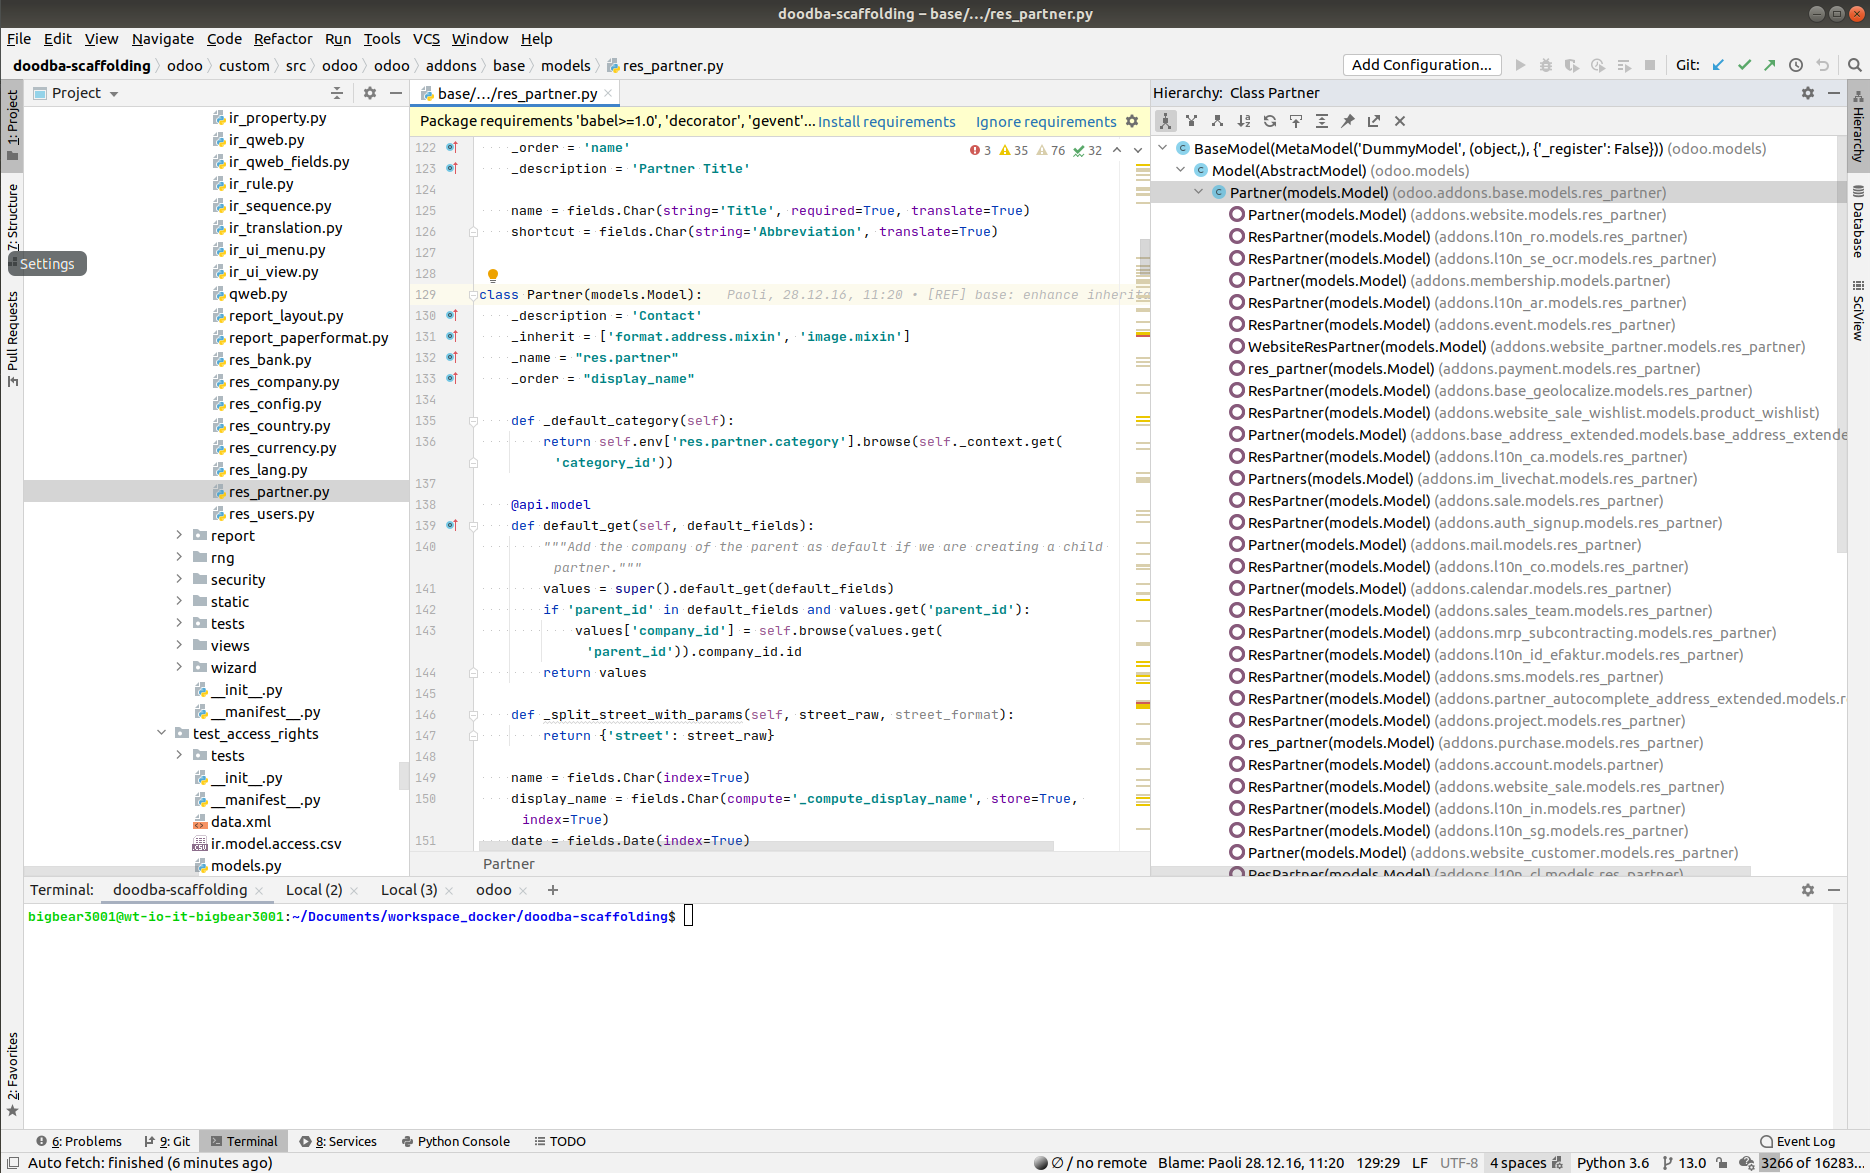 doodba-scaffolding – base/.../res_partner.py
File Edit View Navigate Code Refactor Run Tools VCS Window Help
doodba-scaffolding odoo custom src odoo odoo addons base models res_partner.py
Add Configuration... Git:
1: Project
7: Structure
Settings
Pull Requests
2: Favorites
Project
ir_property.py
ir_qweb.py
ir_qweb_fields.py
ir_rule.py
ir_sequence.py
ir_translation.py
ir_ui_menu.py
ir_ui_view.py
qweb.py
report_layout.py
report_paperformat.py
res_bank.py
res_company.py
res_config.py
res_country.py
res_currency.py
res_lang.py
res_partner.py
res_users.py
report
rng
security
static
tests
views
wizard
__init__.py
__manifest__.py
test_access_rights
tests
__init__.py
__manifest__.py
data.xml
ir.model.access.csv
models.py
base/.../res_partner.py
Package requirements 'babel>=1.0', 'decorator', 'gevent'... Install requirements Ignore requirements
3 35 76 32
122 _order = 'name'
123 _description = 'Partner Title'
124
125 name = fields.Char(string='Title', required=True, translate=True)
126 shortcut = fields.Char(string='Abbreviation', translate=True)
127
128
129 class Partner(models.Model): Paoli, 28.12.16, 11:20 • [REF] base: enhance inherita
130 _description = 'Contact'
131 _inherit = ['format.address.mixin', 'image.mixin']
132 _name = "res.partner"
133 _order = "display_name"
134
135 def _default_category(self):
136 return self.env['res.partner.category'].browse(self._context.get(
'category_id'))
137
138 @api.model
139 def default_get(self, default_fields):
140 """Add the company of the parent as default if we are creating a child
partner."""
141 values = super().default_get(default_fields)
142 if 'parent_id' in default_fields and values.get('parent_id'):
143 values['company_id'] = self.browse(values.get(
'parent_id')).company_id.id
144 return values
145
146 def _split_street_with_params(self, street_raw, street_format):
147 return {'street': street_raw}
148
149 name = fields.Char(index=True)
150 display_name = fields.Char(compute='_compute_display_name', store=True,
index=True)
151 date = fields.Date(index=True)
Partner
Hierarchy: Class Partner
BaseModel(MetaModel('DummyModel', (object,), {'_register': False})) (odoo.models)
Model(AbstractModel) (odoo.models)
Partner(models.Model) (odoo.addons.base.models.res_partner)
Partner(models.Model) (addons.website.models.res_partner)
ResPartner(models.Model) (addons.l10n_ro.models.res_partner)
ResPartner(models.Model) (addons.l10n_se_ocr.models.res_partner)
Partner(models.Model) (addons.membership.models.partner)
ResPartner(models.Model) (addons.l10n_ar.models.res_partner)
ResPartner(models.Model) (addons.event.models.res_partner)
WebsiteResPartner(models.Model) (addons.website_partner.models.res_partner)
res_partner(models.Model) (addons.payment.models.res_partner)
ResPartner(models.Model) (addons.base_geolocalize.models.res_partner)
ResPartner(models.Model) (addons.website_sale_wishlist.models.product_wishlist)
Partner(models.Model) (addons.base_address_extended.models.base_address_extende
ResPartner(models.Model) (addons.l10n_ca.models.res_partner)
Partners(models.Model) (addons.im_livechat.models.res_partner)
ResPartner(models.Model) (addons.sale.models.res_partner)
ResPartner(models.Model) (addons.auth_signup.models.res_partner)
Partner(models.Model) (addons.mail.models.res_partner)
ResPartner(models.Model) (addons.l10n_co.models.res_partner)
Partner(models.Model) (addons.calendar.models.res_partner)
ResPartner(models.Model) (addons.sales_team.models.res_partner)
ResPartner(models.Model) (addons.mrp_subcontracting.models.res_partner)
ResPartner(models.Model) (addons.l10n_id_efaktur.models.res_partner)
ResPartner(models.Model) (addons.sms.models.res_partner)
ResPartner(models.Model) (addons.partner_autocomplete_address_extended.models.r
ResPartner(models.Model) (addons.project.models.res_partner)
res_partner(models.Model) (addons.purchase.models.res_partner)
ResPartner(models.Model) (addons.account.models.partner)
ResPartner(models.Model) (addons.website_sale.models.res_partner)
ResPartner(models.Model) (addons.l10n_in.models.res_partner)
ResPartner(models.Model) (addons.l10n_sg.models.res_partner)
Partner(models.Model) (addons.website_customer.models.res_partner)
ResPartner(models.Model) (addons.l10n_cl.models.res_partner)
Hierarchy
Database
SciView
Terminal: doodba-scaffolding Local (2) Local (3) odoo
bigbear3001@wt-io-it-bigbear3001:~/Documents/workspace_docker/doodba-scaffolding$
6: Problems 9: Git Terminal 8: Services Python Console TODO Event Log
Auto fetch: finished (6 minutes ago) ∅ / no remote Blame: Paoli 28.12.16, 11:20 129:29 LF UTF-8 4 spaces Python 3.6 13.0 3266 of 16283...